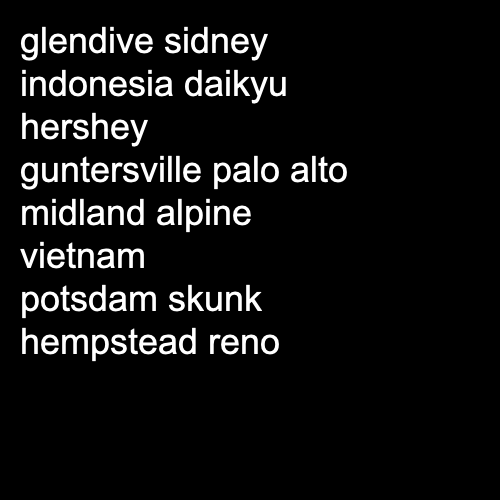 glendive sidney
indonesia daikyu
hershey
guntersville palo alto
midland alpine
vietnam
potsdam skunk
hempstead reno